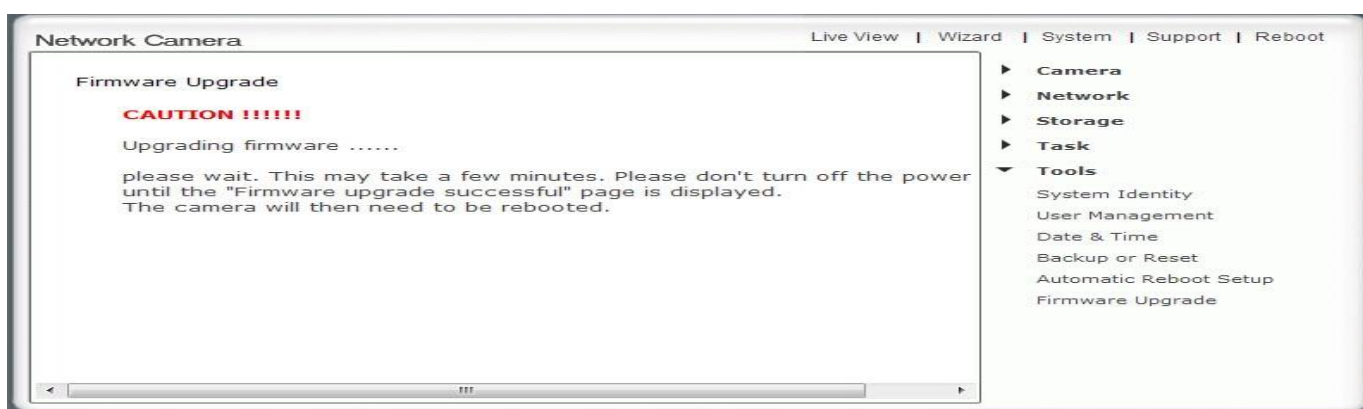 Network Camera
Live View | Wizard | System | Support | Reboot
Firmware Upgrade
CAUTION !!!!!!
Upgrading firmware ......
please wait. This may take a few minutes. Please don't turn off the power
until the "Firmware upgrade successful" page is displayed.
The camera will then need to be rebooted.
Camera
Network
Storage
Task
Tools
System Identity
User Management
Date & Time
Backup or Reset
Automatic Reboot Setup
Firmware Upgrade